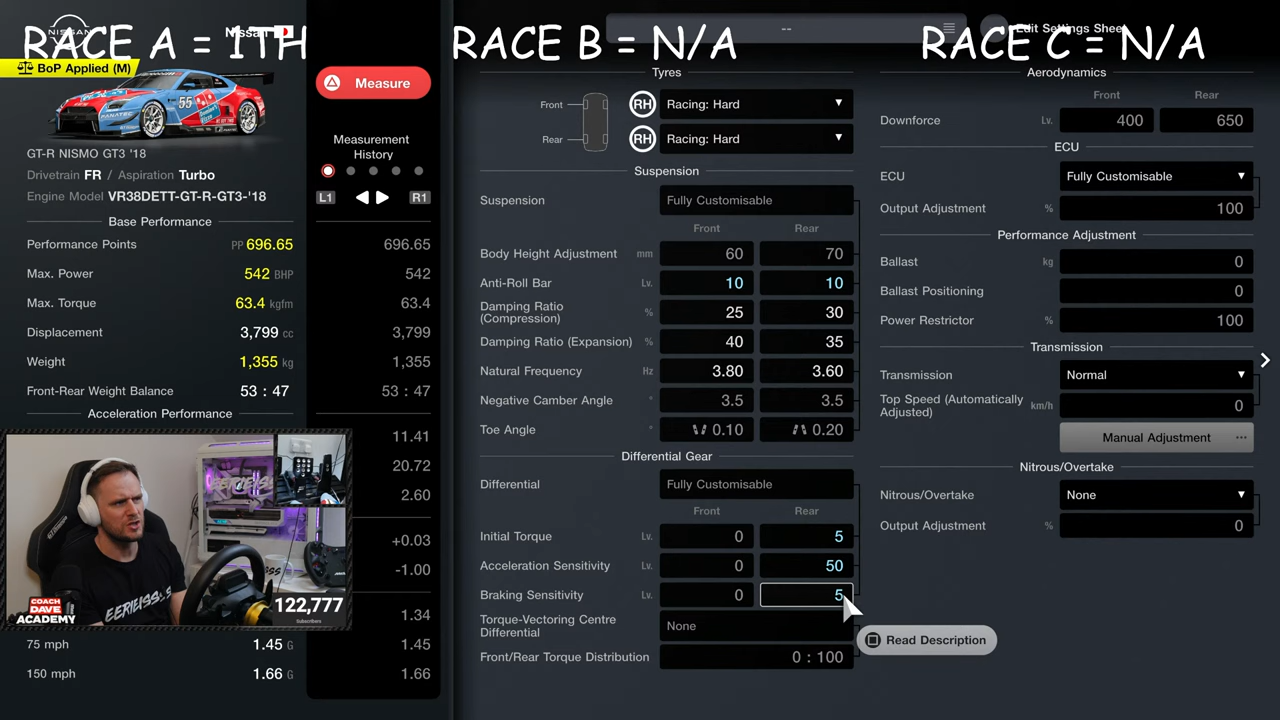 RACE A = 1TH RACE B = N/A RACE C = N/A
Nissan
--
Edit Settings Sheet
BoP Applied (M)
55
FANATEC
GT-R NISMO GT3 '18
Drivetrain FR / Aspiration Turbo
Engine Model VR38DETT-GT-R-GT3-'18
Base Performance
Performance Points PP 696.65
Max. Power 542 BHP
Max. Torque 63.4 kgfm
Displacement 3,799 cc
Weight 1,355 kg
Front-Rear Weight Balance 53 : 47
Acceleration Performance
75 mph 1.45 G
150 mph 1.66 G
Measure
Measurement
History
L1 R1
696.65
542
63.4
3,799
1,355
53 : 47
11.41
20.72
2.60
+0.03
-1.00
1.34
1.45
1.66
EERIEISSS
COACH
DAVE
ACADEMY
122,777
Subscribers
Tyres
Front RH Racing: Hard
Rear RH Racing: Hard
Suspension
Suspension Fully Customisable
Front Rear
Body Height Adjustment mm 60 70
Anti-Roll Bar Lv. 10 10
Damping Ratio
(Compression) % 25 30
Damping Ratio (Expansion) % 40 35
Natural Frequency Hz 3.80 3.60
Negative Camber Angle ° 3.5 3.5
Toe Angle ° 0.10 0.20
Differential Gear
Differential Fully Customisable
Front Rear
Initial Torque Lv. 0 5
Acceleration Sensitivity Lv. 0 50
Braking Sensitivity Lv. 0 5
Torque-Vectoring Centre
Differential None
Front/Rear Torque Distribution 0 : 100
Read Description
Aerodynamics
Front Rear
Downforce Lv. 400 650
ECU
ECU Fully Customisable
Output Adjustment % 100
Performance Adjustment
Ballast kg 0
Ballast Positioning 0
Power Restrictor % 100
Transmission
Transmission Normal
Top Speed (Automatically
Adjusted) km/h 0
Manual Adjustment ...
Nitrous/Overtake
Nitrous/Overtake None
Output Adjustment % 0